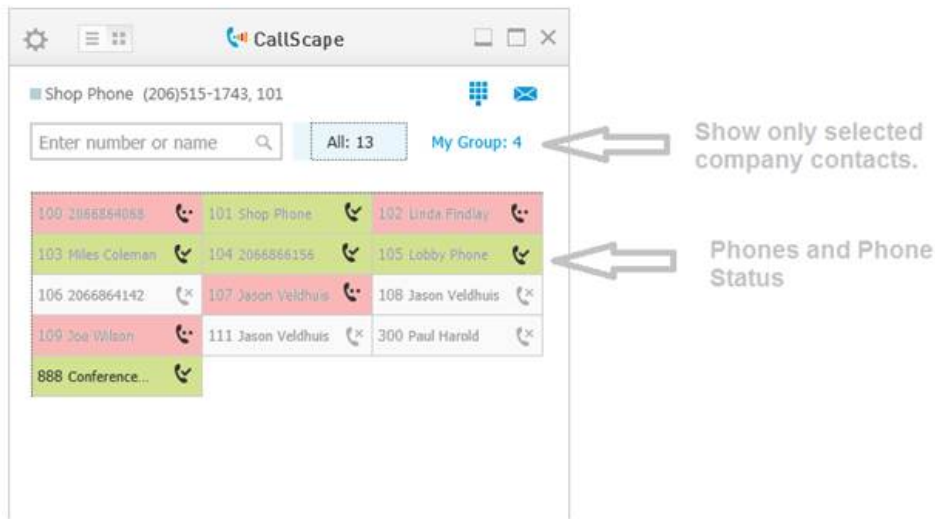 CallScape
Shop Phone (206)515-1743, 101
Enter number or name
All: 13
My Group: 4
Show only selected
company contacts.
100 2066864068
101 Shop Phone
102 Linda Findlay
103 Miles Coleman
104 2066866156
105 Lobby Phone
Phones and Phone
Status
106 2066864142
107 Jason Veldhuis
108 Jason Veldhuis
109 Joe Wilson
111 Jason Veldhuis
300 Paul Harold
888 Conference...